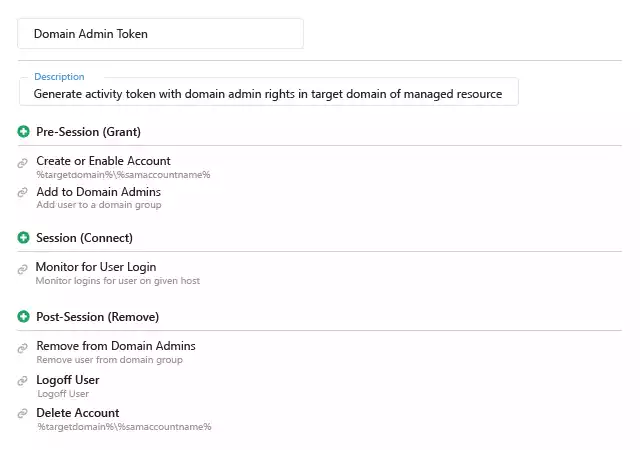 Domain Admin Token
Description
Generate activity token with domain admin rights in target domain of managed resource
Pre-Session (Grant)
Create or Enable Account
%targetdomain%\%samaccountname%
Add to Domain Admins
Add user to a domain group
Session (Connect)
Monitor for User Login
Monitor logins for user on given host
Post-Session (Remove)
Remove from Domain Admins
Remove user from domain group
Logoff User
Logoff User
Delete Account
%targetdomain%\%samaccountname%